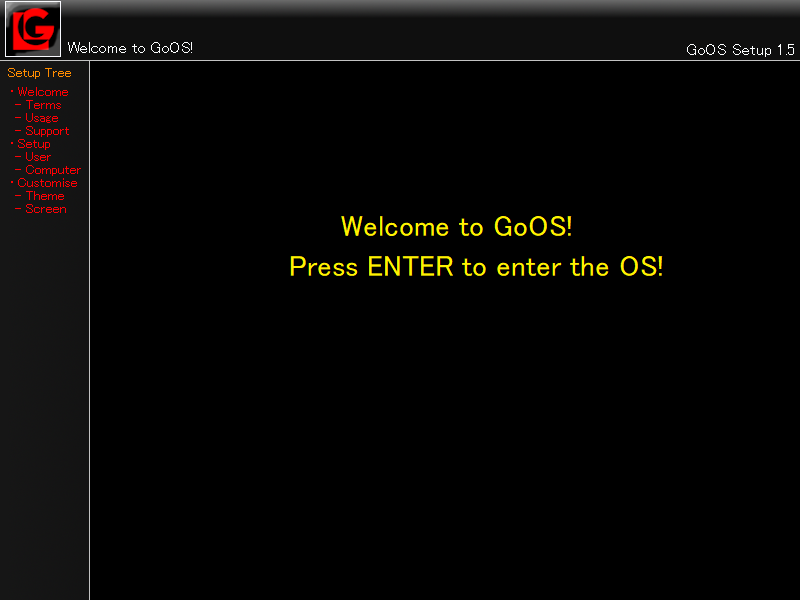 G
Welcome to GoOS!
GoOS Setup 1.5
Setup Tree
· Welcome
- Terms
- Usage
- Support
· Setup
- User
- Computer
· Customise
- Theme
- Screen
Welcome to GoOS!
Press ENTER to enter the OS!